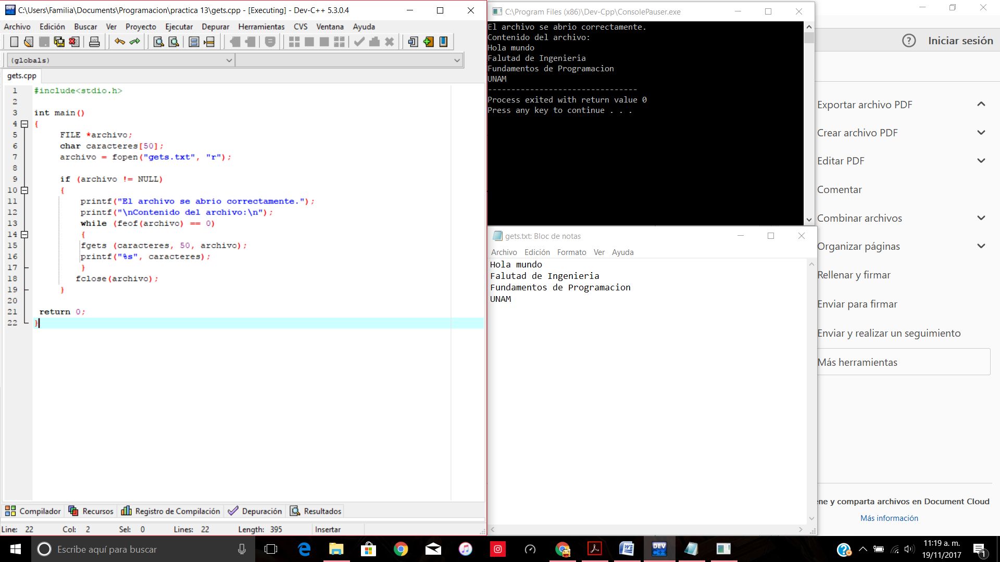 C:\Users\Familia\Documents\Programacion\practica 13\gets.cpp - [Executing] - Dev-C++ 5.3.0.4
Archivo Edición Buscar Ver Proyecto Ejecutar Depurar Herramientas CVS Ventana Ayuda
(globals)
gets.cpp
1 #include<stdio.h>
2
3 int main()
4 {
5 FILE *archivo;
6 char caracteres[50];
7 archivo = fopen("gets.txt", "r");
8
9 if (archivo != NULL)
10 {
11 printf("El archivo se abrio correctamente.");
12 printf("\nContenido del archivo:\n");
13 while (feof(archivo) == 0)
14 {
15 fgets (caracteres, 50, archivo);
16 printf("%s", caracteres);
17 }
18 fclose(archivo);
19 }
20
21 return 0;
22 }
Compilador Recursos Registro de Compilación Depuración Resultados
Line: 22 Col: 2 Sel: 0 Lines: 22 Length: 395 Insertar
C:\Program Files (x86)\Dev-Cpp\ConsolePauser.exe
El archivo se abrio correctamente.
Contenido del archivo:
Hola mundo
Falutad de Ingenieria
Fundamentos de Programacion
UNAM
--------------------------------
Process exited with return value 0
Press any key to continue . . .
gets.txt: Bloc de notas
Archivo Edición Formato Ver Ayuda
Hola mundo
Falutad de Ingenieria
Fundamentos de Programacion
UNAM
? Iniciar sesión
Exportar archivo PDF
Crear archivo PDF
Editar PDF
Comentar
Combinar archivos
Organizar páginas
Rellenar y firmar
Enviar para firmar
Enviar y realizar un seguimiento
Más herramientas
ene y comparta archivos en Document Cloud
Más información
Escribe aquí para buscar
DEV C++
11:19 a. m.
19/11/2017
1